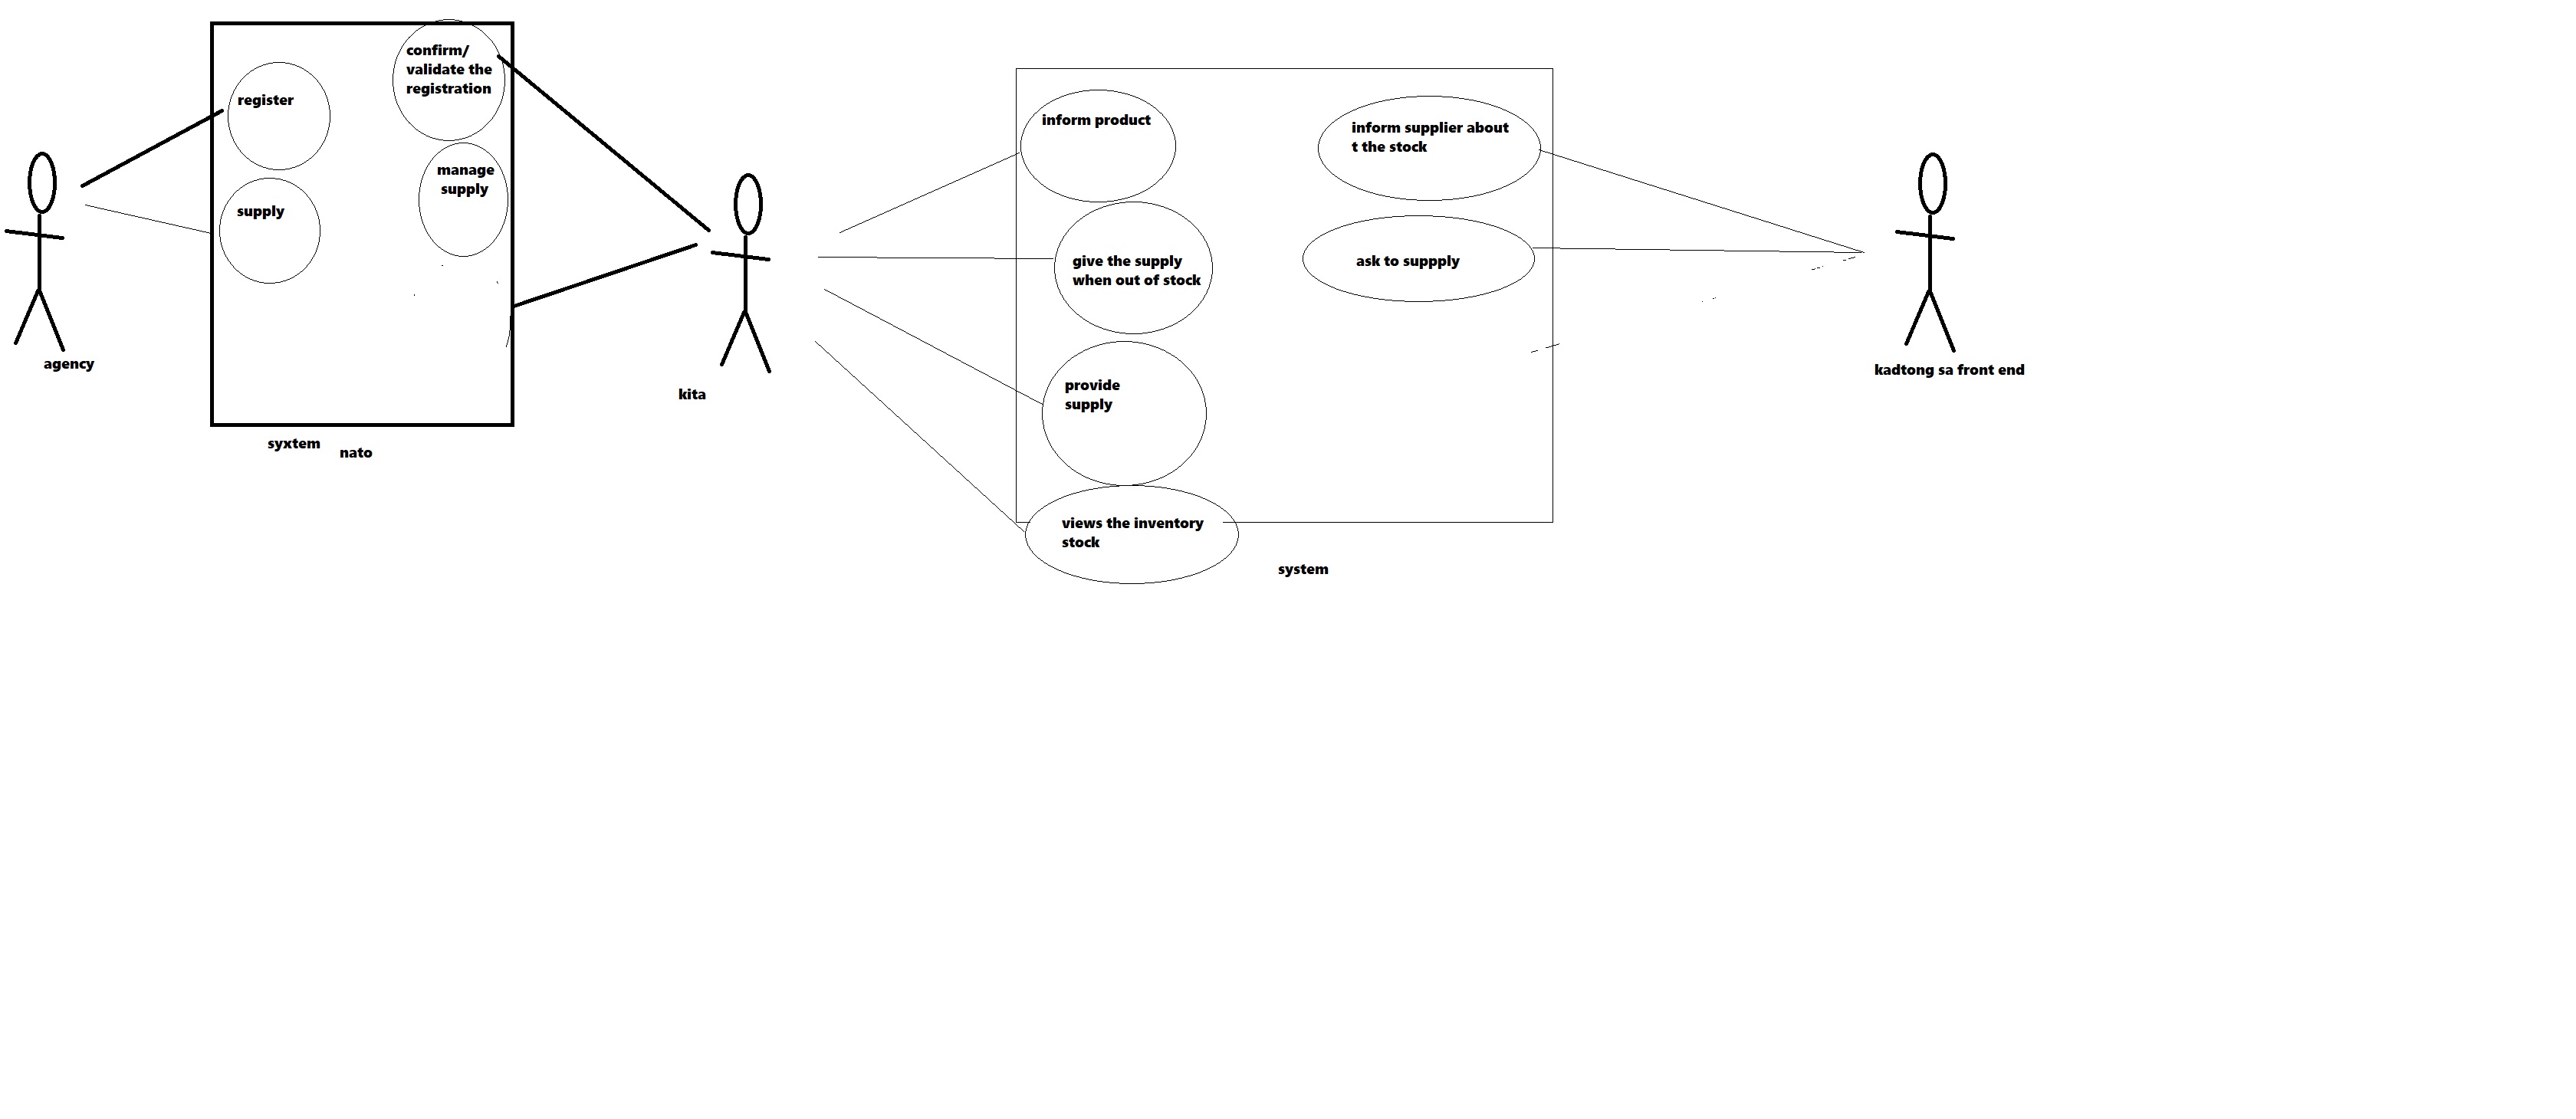 confirm/
validate the
registration
register
manage
supply
supply
agency
syxtem
nato
kita
inform product
inform supplier about
t the stock
give the supply
when out of stock
ask to suppply
provide
supply
views the inventory
stock
system
kadtong sa front end